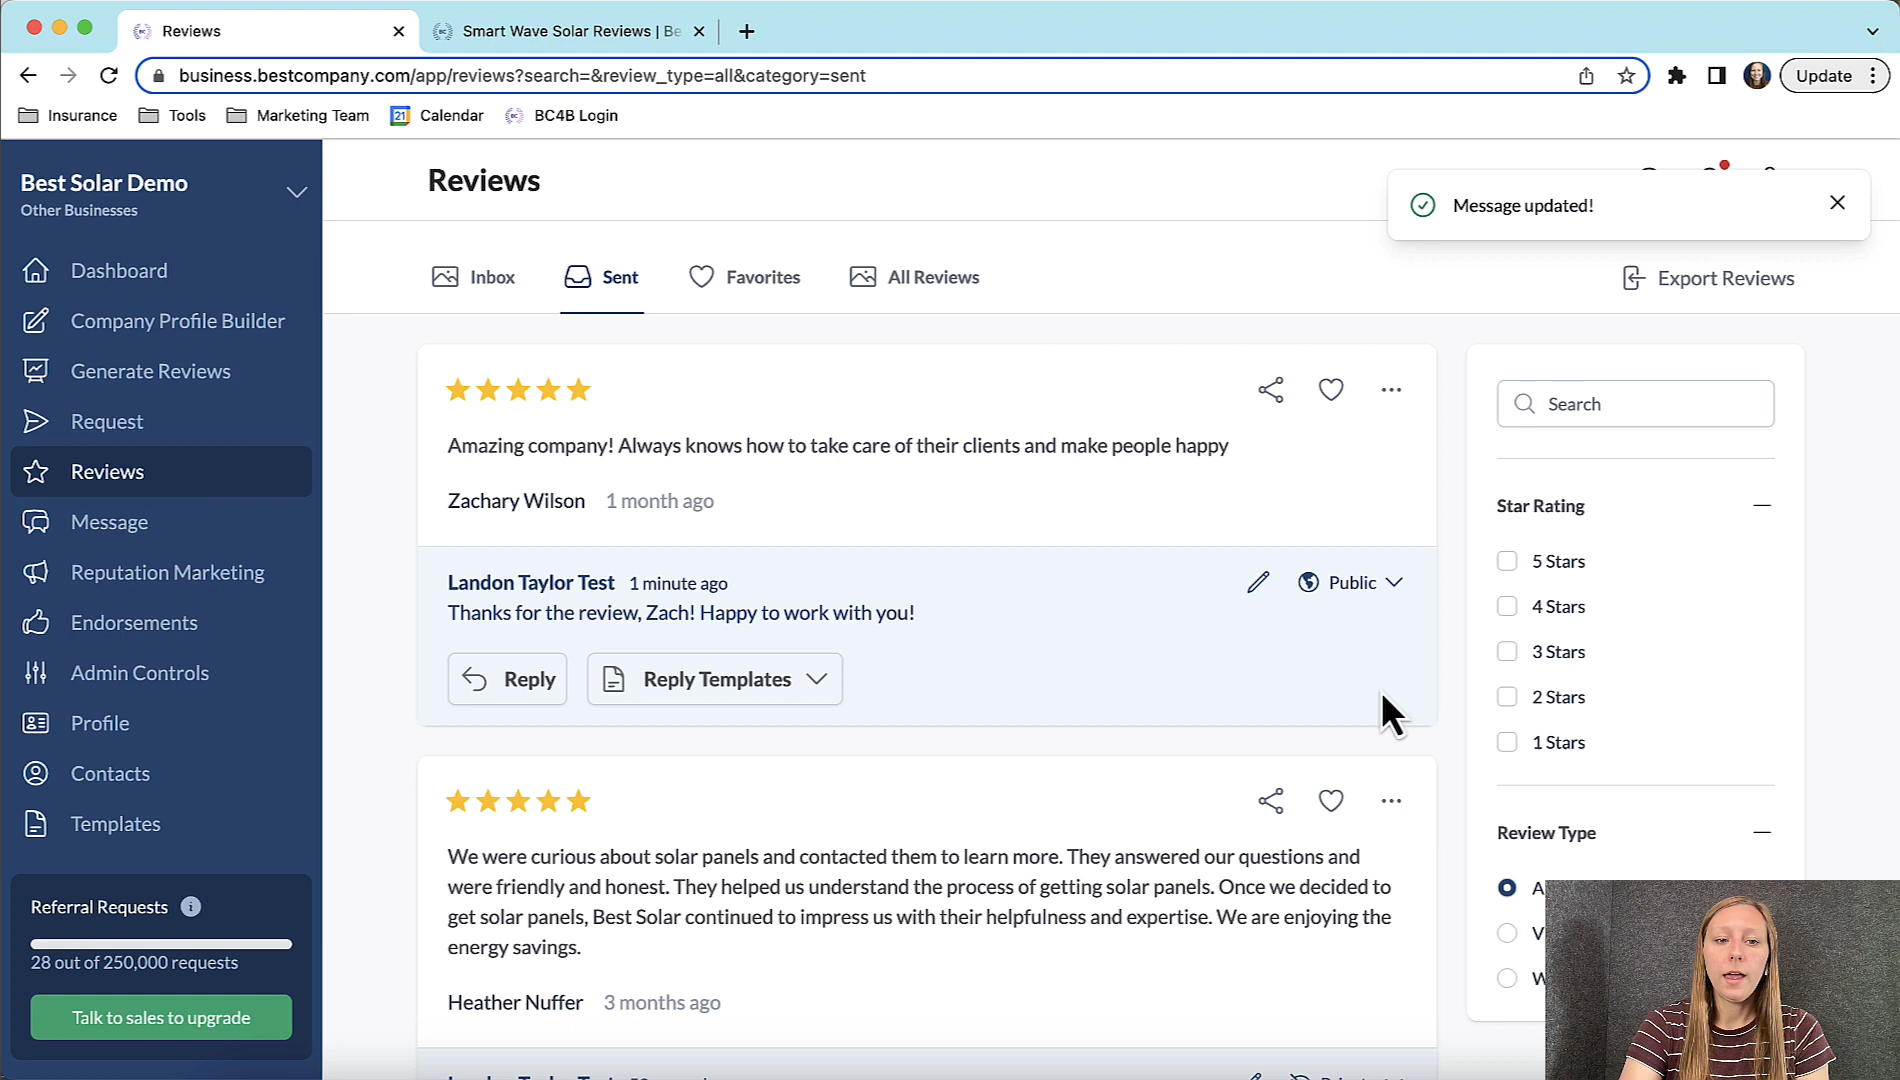 Reviews
Smart Wave Solar Reviews | Be
business.bestcompany.com/app/reviews?search=&review_type=all&category=sent
Update
Insurance
Tools
Marketing Team
21
Calendar
BC4B Login
Best Solar Demo
Other Businesses
Dashboard
Company Profile Builder
Generate Reviews
Request
Reviews
Message
Reputation Marketing
Endorsements
Admin Controls
Profile
Contacts
Templates
Referral Requests
28 out of 250,000 requests
Talk to sales to upgrade
Reviews
Message updated!
Inbox
Sent
Favorites
All Reviews
Export Reviews
Amazing company! Always knows how to take care of their clients and make people happy
Zachary Wilson 1 month ago
Landon Taylor Test 1 minute ago
Public
Thanks for the review, Zach! Happy to work with you!
Reply
Reply Templates
We were curious about solar panels and contacted them to learn more. They answered our questions and
were friendly and honest. They helped us understand the process of getting solar panels. Once we decided to
get solar panels, Best Solar continued to impress us with their helpfulness and expertise. We are enjoying the
energy savings.
Heather Nuffer 3 months ago
Search
Star Rating
5 Stars
4 Stars
3 Stars
2 Stars
1 Stars
Review Type
A
V
W